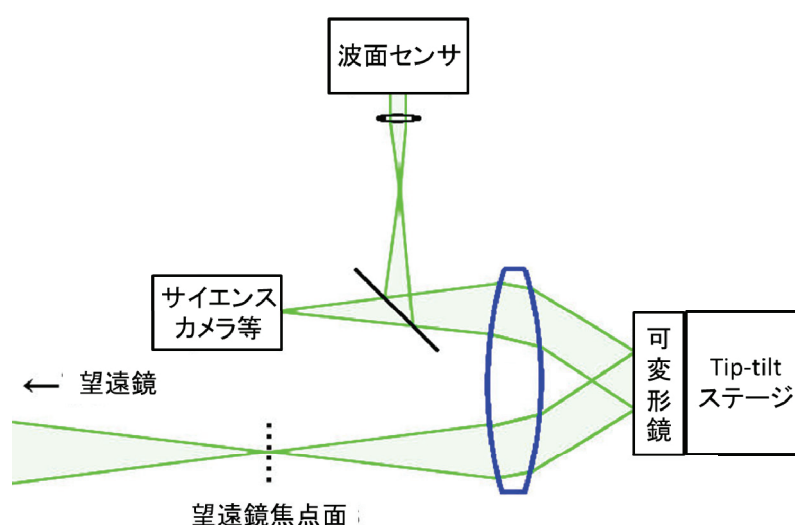 波面センサ
サイエンス
カメラ等
← 望遠鏡
望遠鏡焦点面
可
変
形
鏡
Tip-tilt
ステージ